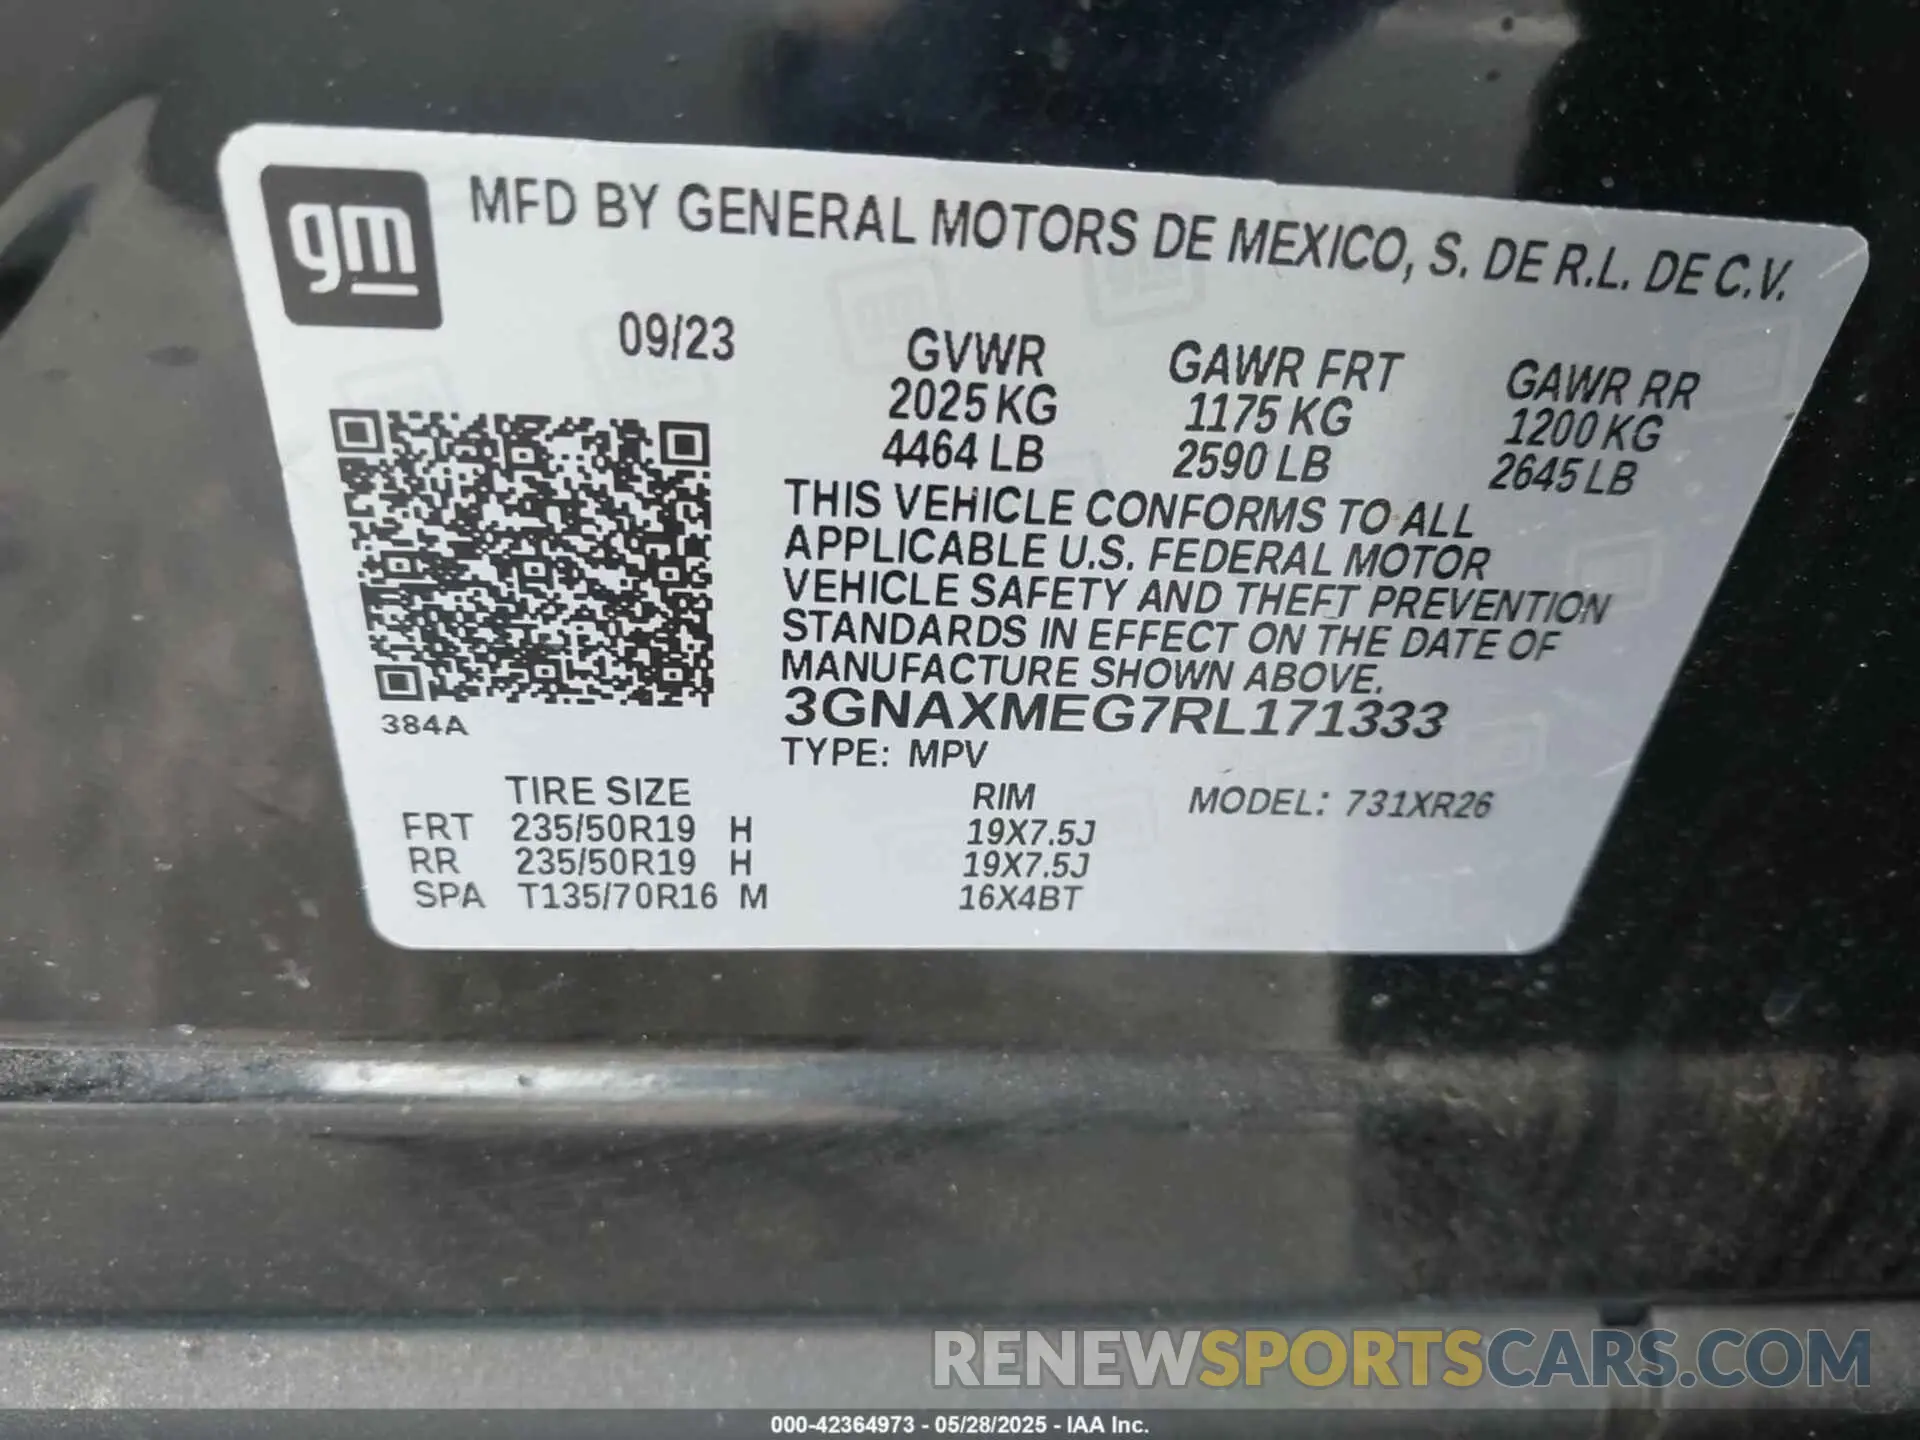 gm
MFD BY GENERAL MOTORS DE MEXICO, S. DE R.L. DE C.V.
09/23
GVWR GAWR FRT GAWR RR
2025 KG 1175 KG 1200 KG
4464 LB 2590 LB 2645 LB
THIS VEHICLE CONFORMS TO ALL
APPLICABLE U.S. FEDERAL MOTOR
VEHICLE SAFETY AND THEFT PREVENTION
STANDARDS IN EFFECT ON THE DATE OF
MANUFACTURE SHOWN ABOVE.
3GNAXMEG7RL171333
384A
TYPE: MPV
TIRE SIZE RIM MODEL: 731XR26
FRT 235/50R19 H 19X7.5J
RR 235/50R19 H 19X7.5J
SPA T135/70R16 M 16X4BT
RENEWSPORTSCARS.COM
000-42364973 - 05/28/2025 - IAA Inc.